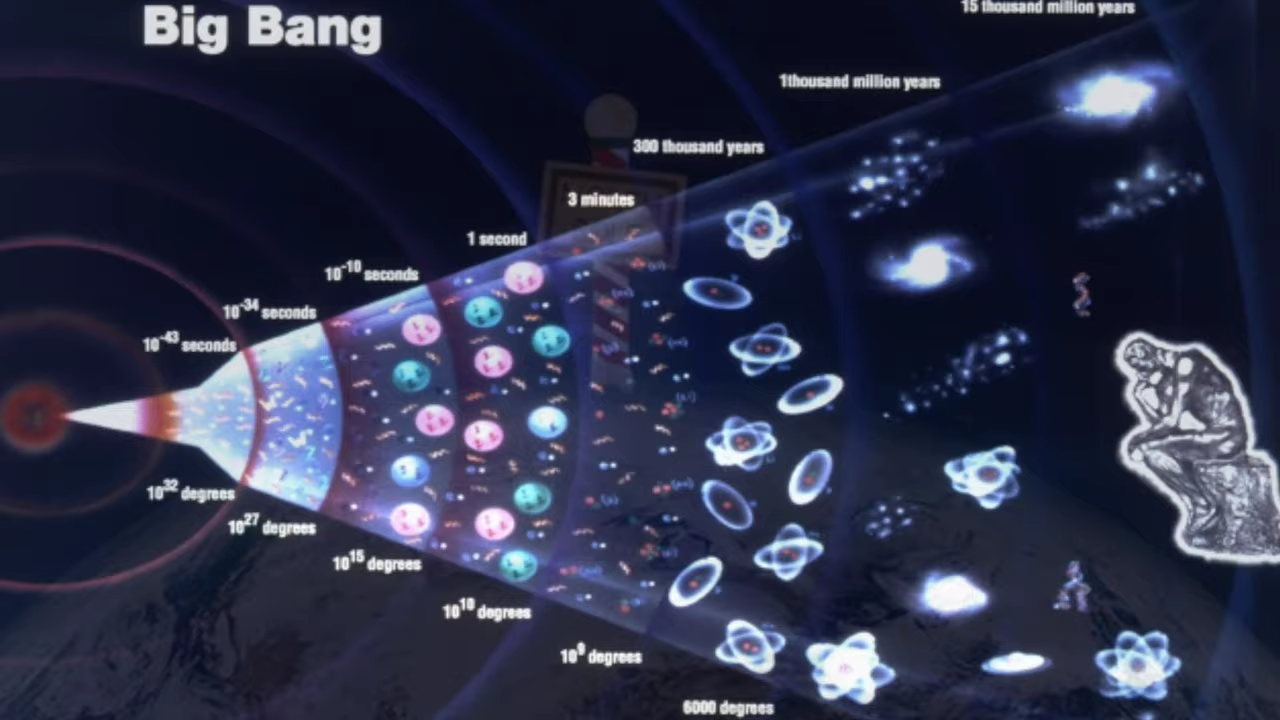 Big Bang
15 thousand million years
1thousand million years
300 thousand years
3 minutes
1 second
10⁻¹⁰ seconds
10⁻³⁴ seconds
10⁻⁴³ seconds
10³² degrees
10²⁷ degrees
10¹⁵ degrees
10¹⁰ degrees
10⁹ degrees
6000 degrees